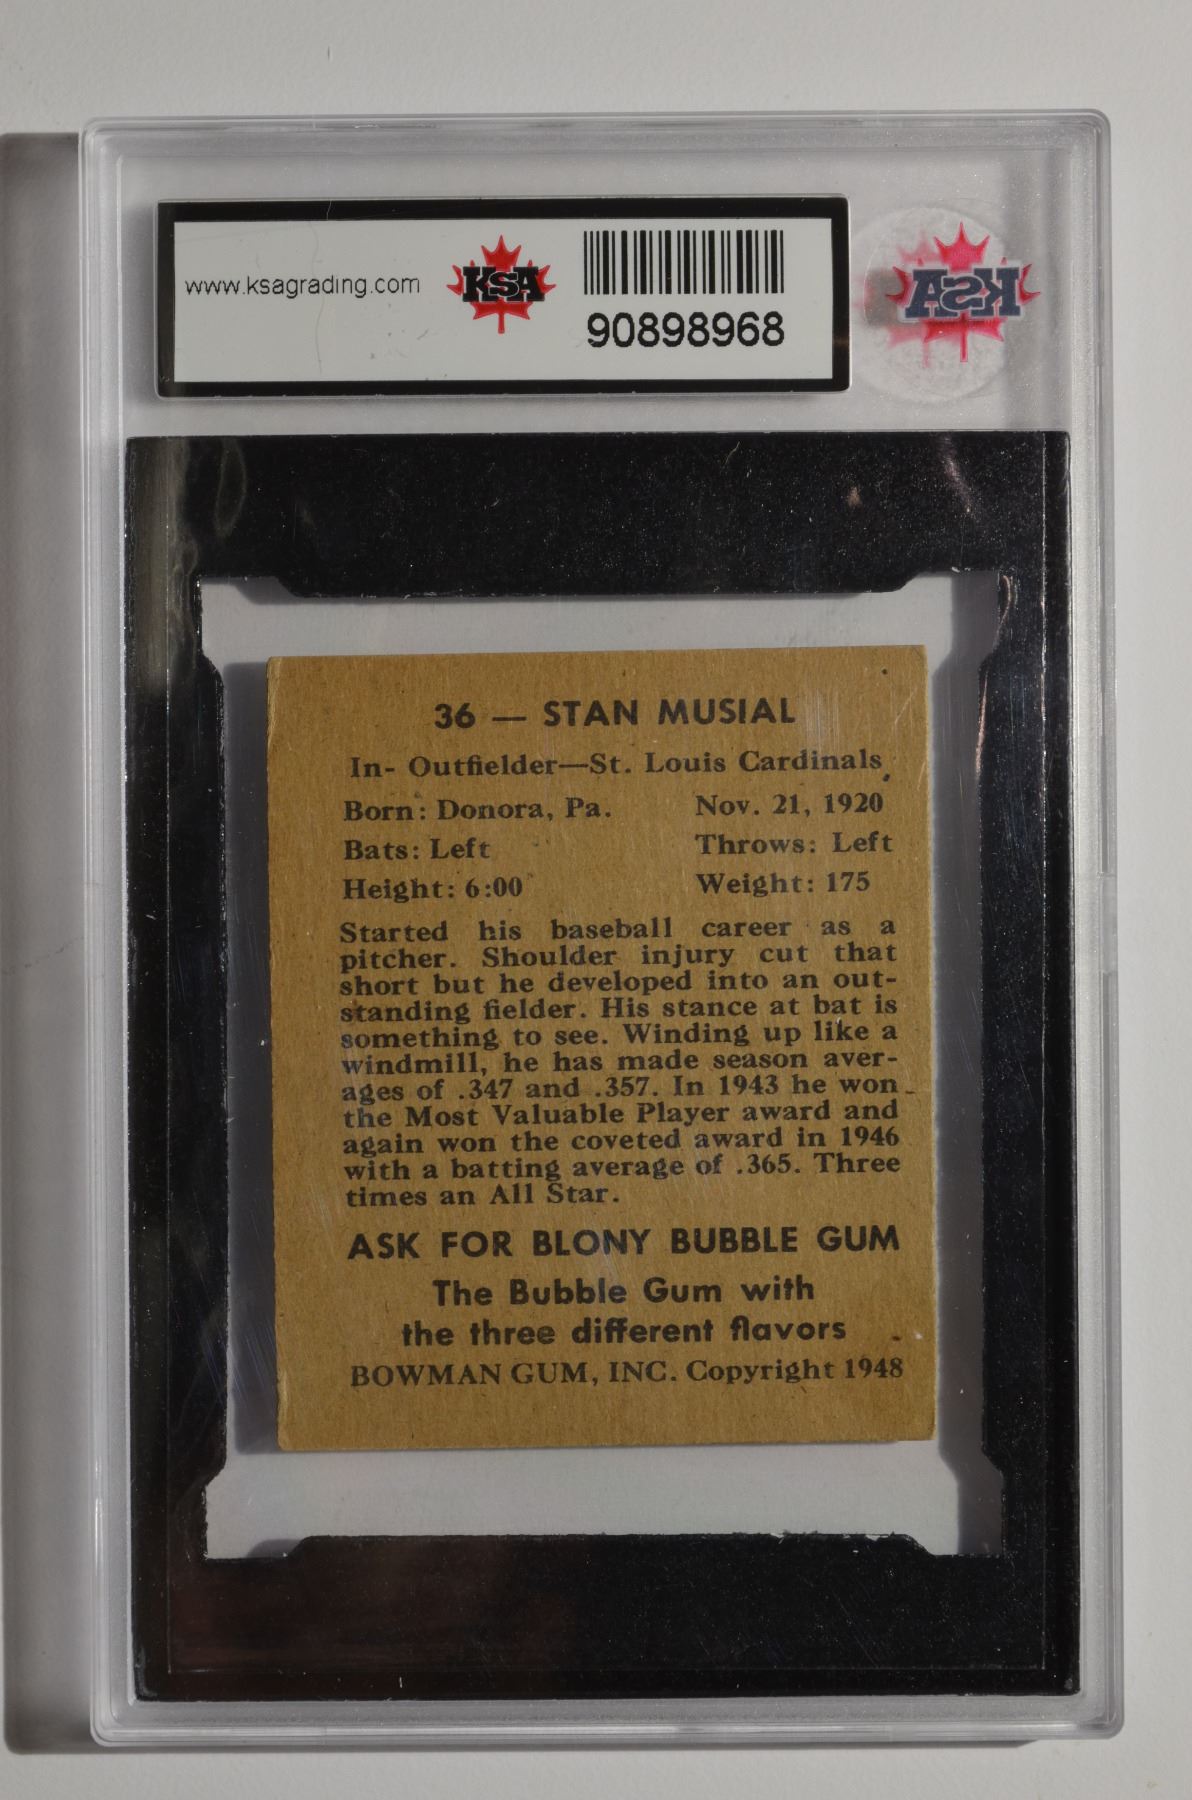 www.ksagrading.com
KSA
90898968
KSA
36 — STAN MUSIAL
In- Outfielder—St. Louis Cardinals
Born: Donora, Pa. Nov. 21, 1920
Bats: Left Throws: Left
Height: 6:00 Weight: 175
Started his baseball career as a
pitcher. Shoulder injury cut that
short but he developed into an out-
standing fielder. His stance at bat is
something to see. Winding up like a
windmill, he has made season aver-
ages of .347 and .357. In 1943 he won
the Most Valuable Player award and
again won the coveted award in 1946
with a batting average of .365. Three
times an All Star.
ASK FOR BLONY BUBBLE GUM
The Bubble Gum with
the three different flavors
BOWMAN GUM, INC. Copyright 1948